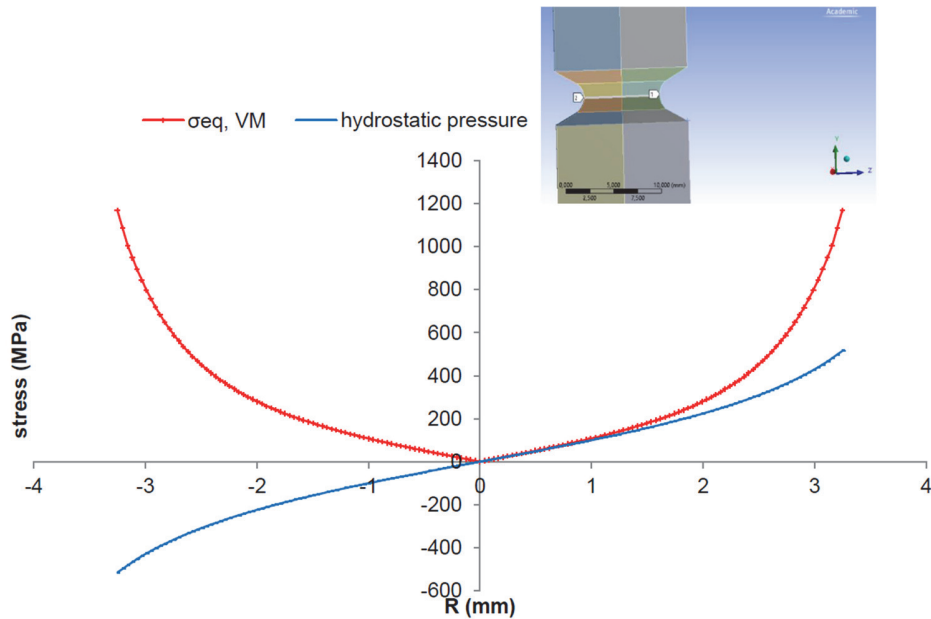 Academic
Y
Z
0,000 5,000 10,000 (mm)
2,500 7,500
2
1
σeq, VM hydrostatic pressure
1400
1200
1000
800
600
400
200
0
-200
-400
-600
-4 -3 -2 -1 0 1 2 3 4
stress (MPa)
R (mm)